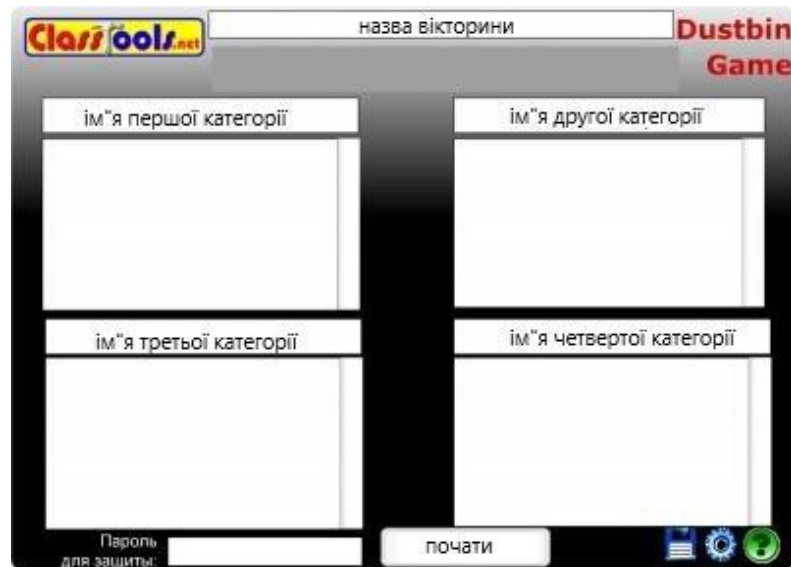 ClassTools.net
назва вікторини
Dustbin
Game
ім"я першої категорії
ім"я другої категорії
ім"я третьої категорії
ім"я четвертої категорії
Пароль
для защиты:
почати
?